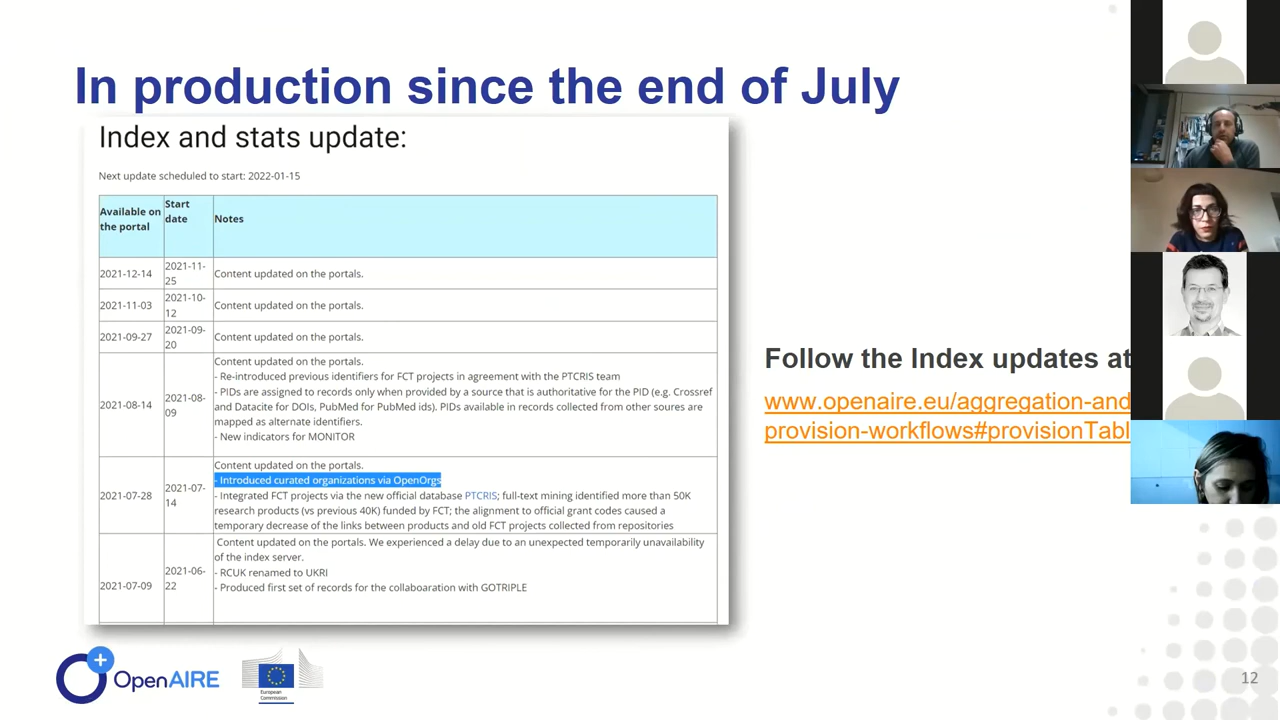 In production since the end of July
Index and stats update:
Next update scheduled to start: 2022-01-15
Available on
the portal
Start
date
Notes
2021-12-14
2021-11-
25
Content updated on the portals.
2021-11-03
2021-10-
12
Content updated on the portals.
2021-09-27
2021-09-
20
Content updated on the portals.
2021-08-14
2021-08-
09
Content updated on the portals.
- Re-introduced previous identifiers for FCT projects in agreement with the PTCRIS team
- PIDs are assigned to records only when provided by a source that is authoritative for the PID (e.g. Crossref
and Datacite for DOIs, PubMed for PubMed ids). PIDs available in records collected from other soures are
mapped as alternate identifiers.
- New indicators for MONITOR
2021-07-28
2021-07-
14
Content updated on the portals.
- Introduced curated organizations via OpenOrgs
- Integrated FCT projects via the new official database PTCRIS; full-text mining identified more than 50K
research products (vs previous 40K) funded by FCT; the alignment to official grant codes caused a
temporary decrease of the links between products and old FCT projects collected from repositories
2021-07-09
2021-06-
22
Content updated on the portals. We experienced a delay due to an unexpected temporarily unavailability
of the index server.
- RCUK renamed to UKRI
- Produced first set of records for the collaboaration with GOTRIPLE
Follow the Index updates at
www.openaire.eu/aggregation-and
provision-workflows#provisionTabl
OpenAIRE
European
Commission
12